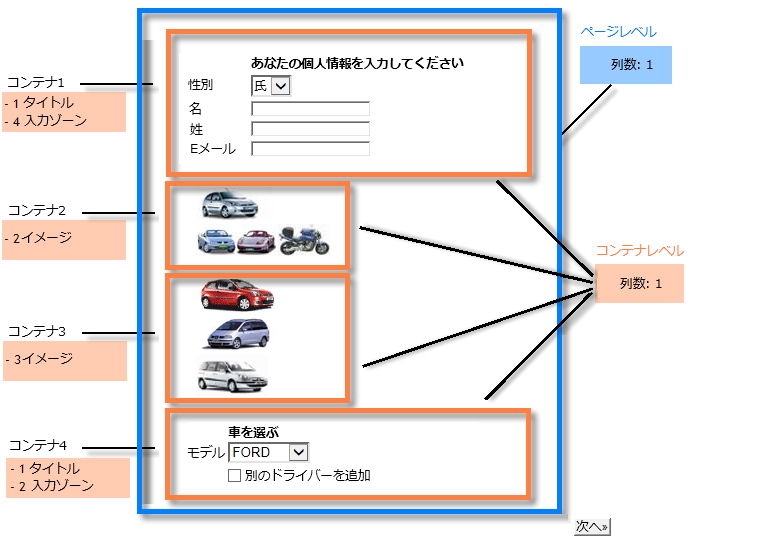 ページレベル
列数: 1
コンテナ1
- 1 タイトル
- 4 入力ゾーン
あなたの個人情報を入力してください
性別
氏
名
姓
Eメール
コンテナ2
- 2イメージ
コンテナレベル
列数: 1
コンテナ3
- 3イメージ
コンテナ4
- 1 タイトル
- 2 入力ゾーン
車を選ぶ
モデル FORD
別のドライバーを追加
次へ»